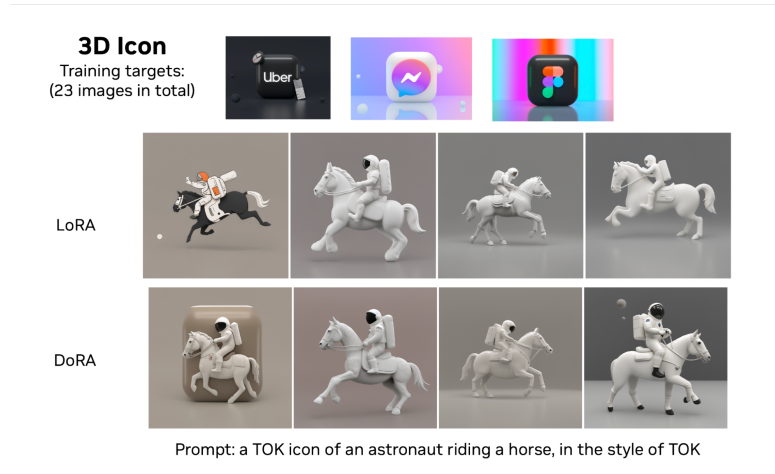 3D Icon
Training targets:
(23 images in total)
Uber
LoRA
DoRA
Prompt: a TOK icon of an astronaut riding a horse, in the style of TOK